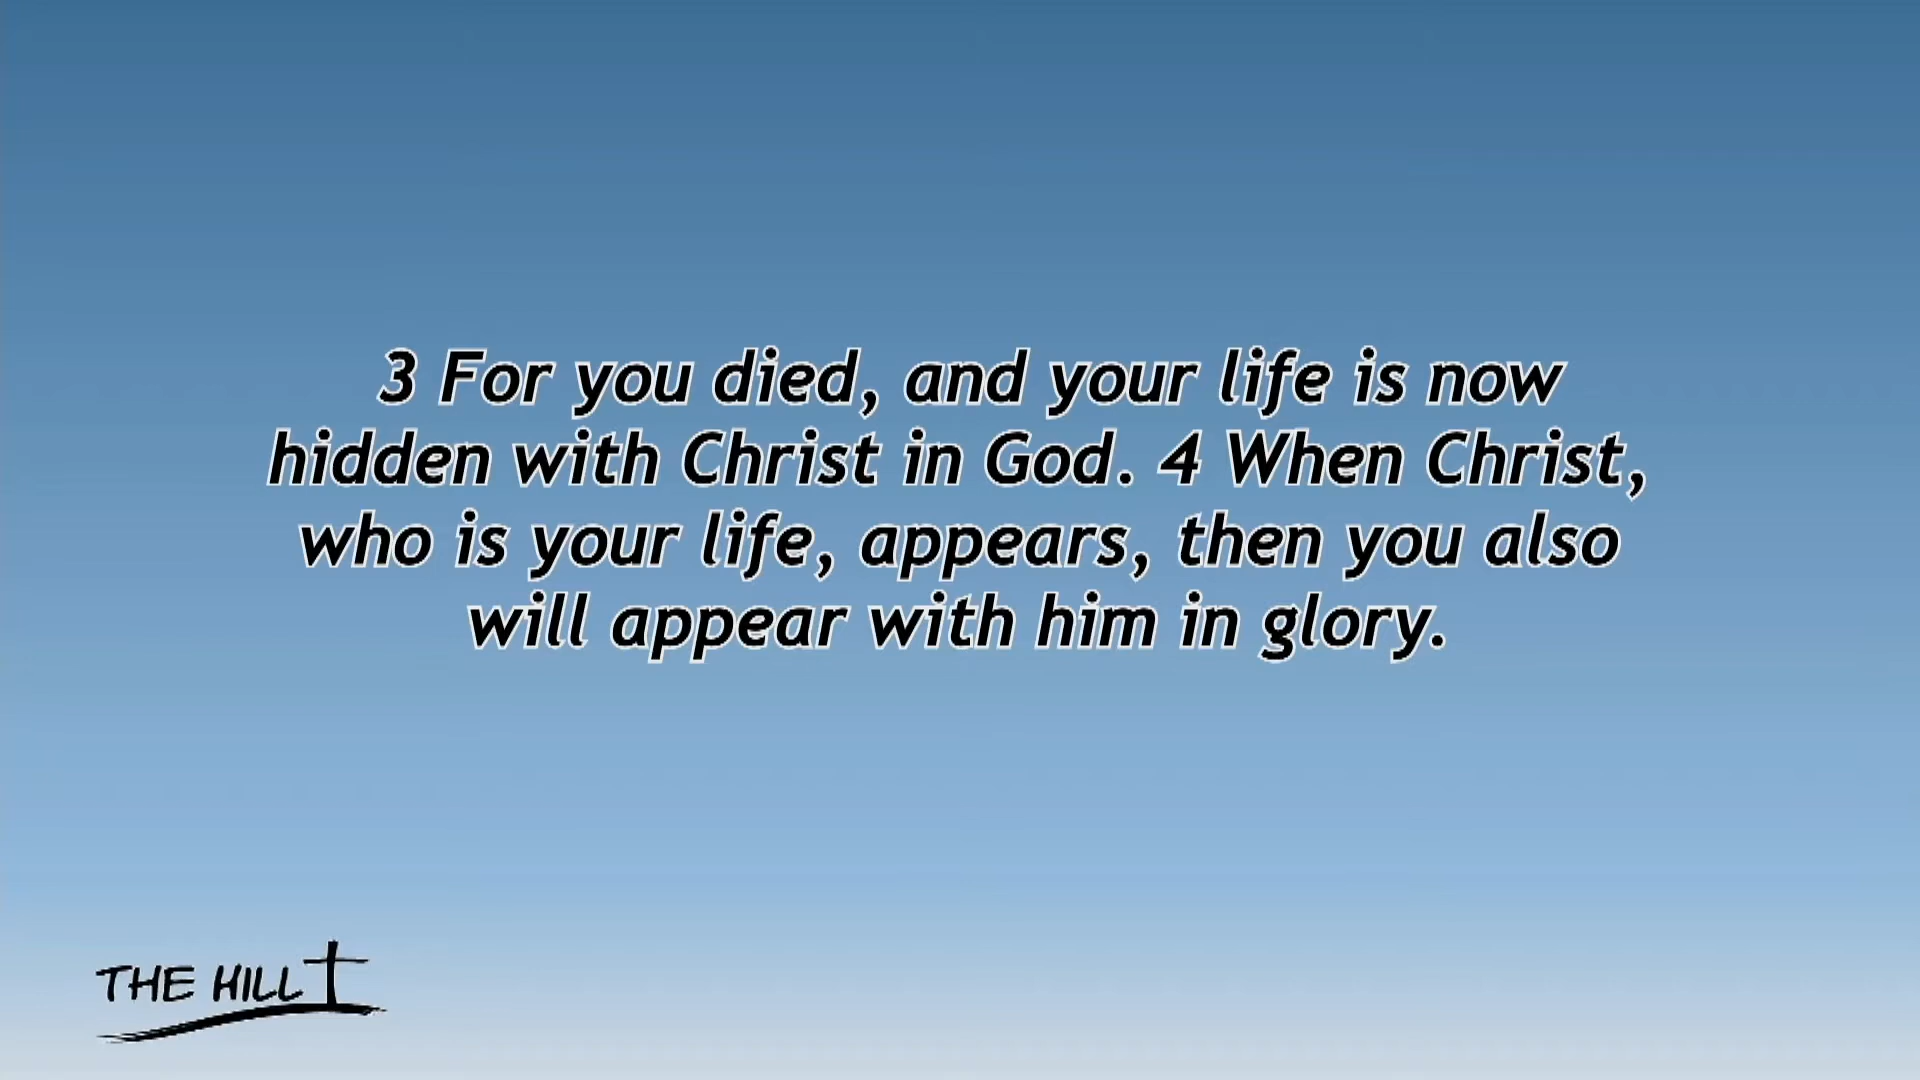 3 For you died, and your life is now
hidden with Christ in God. 4 When Christ,
who is your life, appears, then you also
will appear with him in glory.
THE HILL